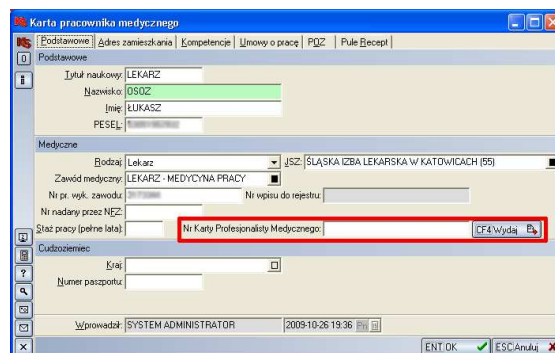 Karta pracownika medycznego
Podstawowe Adres zamieszkania Kompetencje Umowy o pracę POZ Pule Recept
Podstawowe
Tytuł naukowy: LEKARZ
Nazwisko: OSOZ
Imię: ŁUKASZ
PESEL:
Medyczne
Rodzaj: Lekarz JSZ: ŚLĄSKA IZBA LEKARSKA W KATOWICACH (55)
Zawód medyczny: LEKARZ - MEDYCYNA PRACY
Nr pr. wyk. zawodu: Nr wpisu do rejestru:
Nr nadany przez NFZ:
Staż pracy (pełne lata): Nr Karty Profesjonalisty Medycznego: CF4 Wydaj
Cudzoziemiec
Kraj:
Numer paszportu:
Wprowadził: SYSTEM ADMINISTRATOR 2009-10-26 19:36 Pn
ENT OK ESC Anuluj